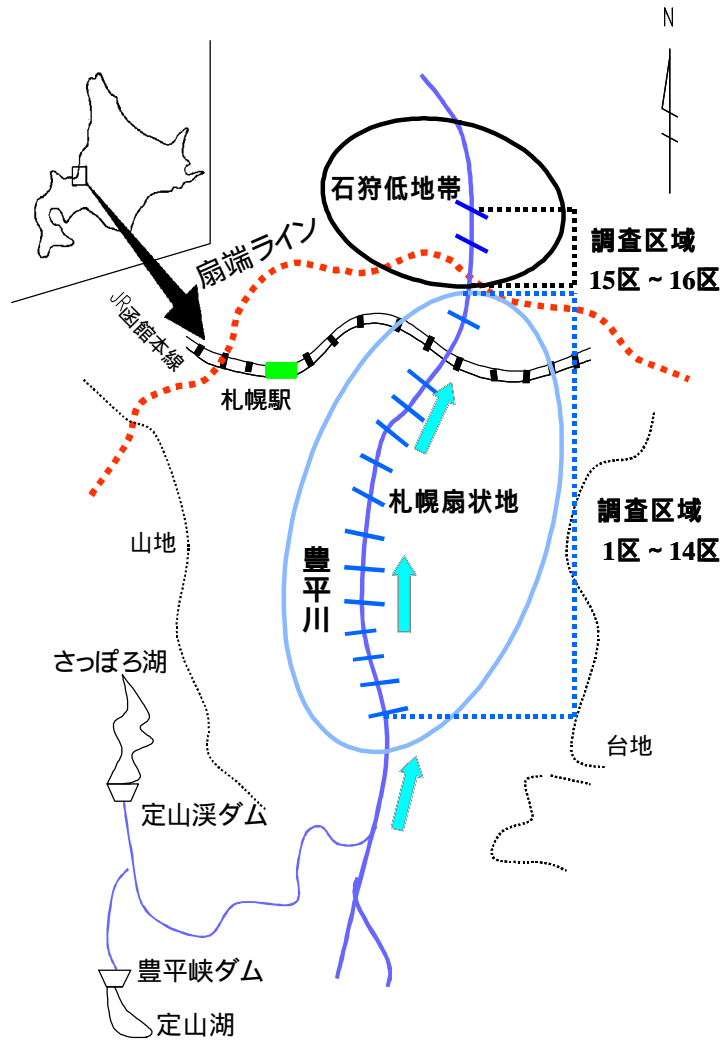 N
石狩低地帯
調査区域
15区 ~ 16区
扇端ライン
JR函館本線
札幌駅
札幌扇状地
調査区域
1区 ~ 14区
山地
豊平川
さっぽろ湖
台地
定山渓ダム
豊平峡ダム
定山湖